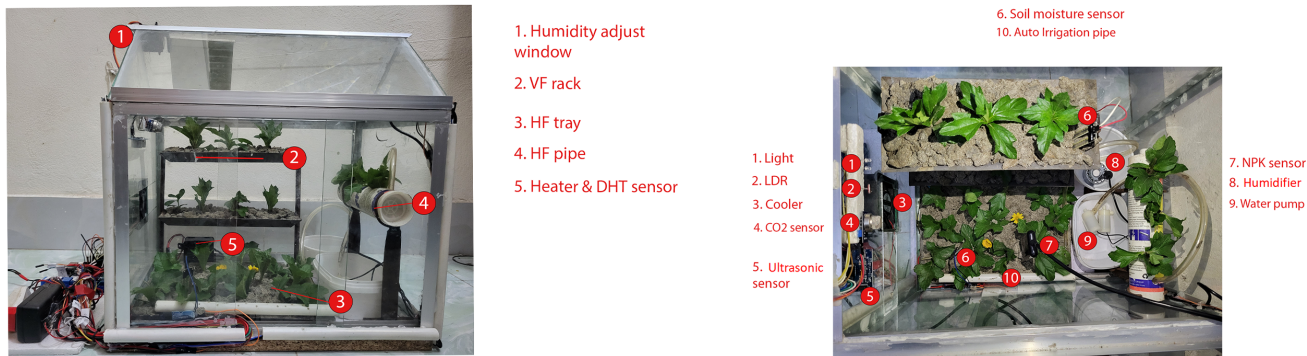 1
2
4
5
3
1. Humidity adjust
window
2. VF rack
3. HF tray
4. HF pipe
5. Heater & DHT sensor
6. Soil moisture sensor
10. Auto Irrigation pipe
1. Light
2. LDR
3. Cooler
4. CO2 sensor
5. Ultrasonic
sensor
6
1
8
2
3
4
7
9
6
10
5
7. NPK sensor
8. Humidifier
9. Water pump